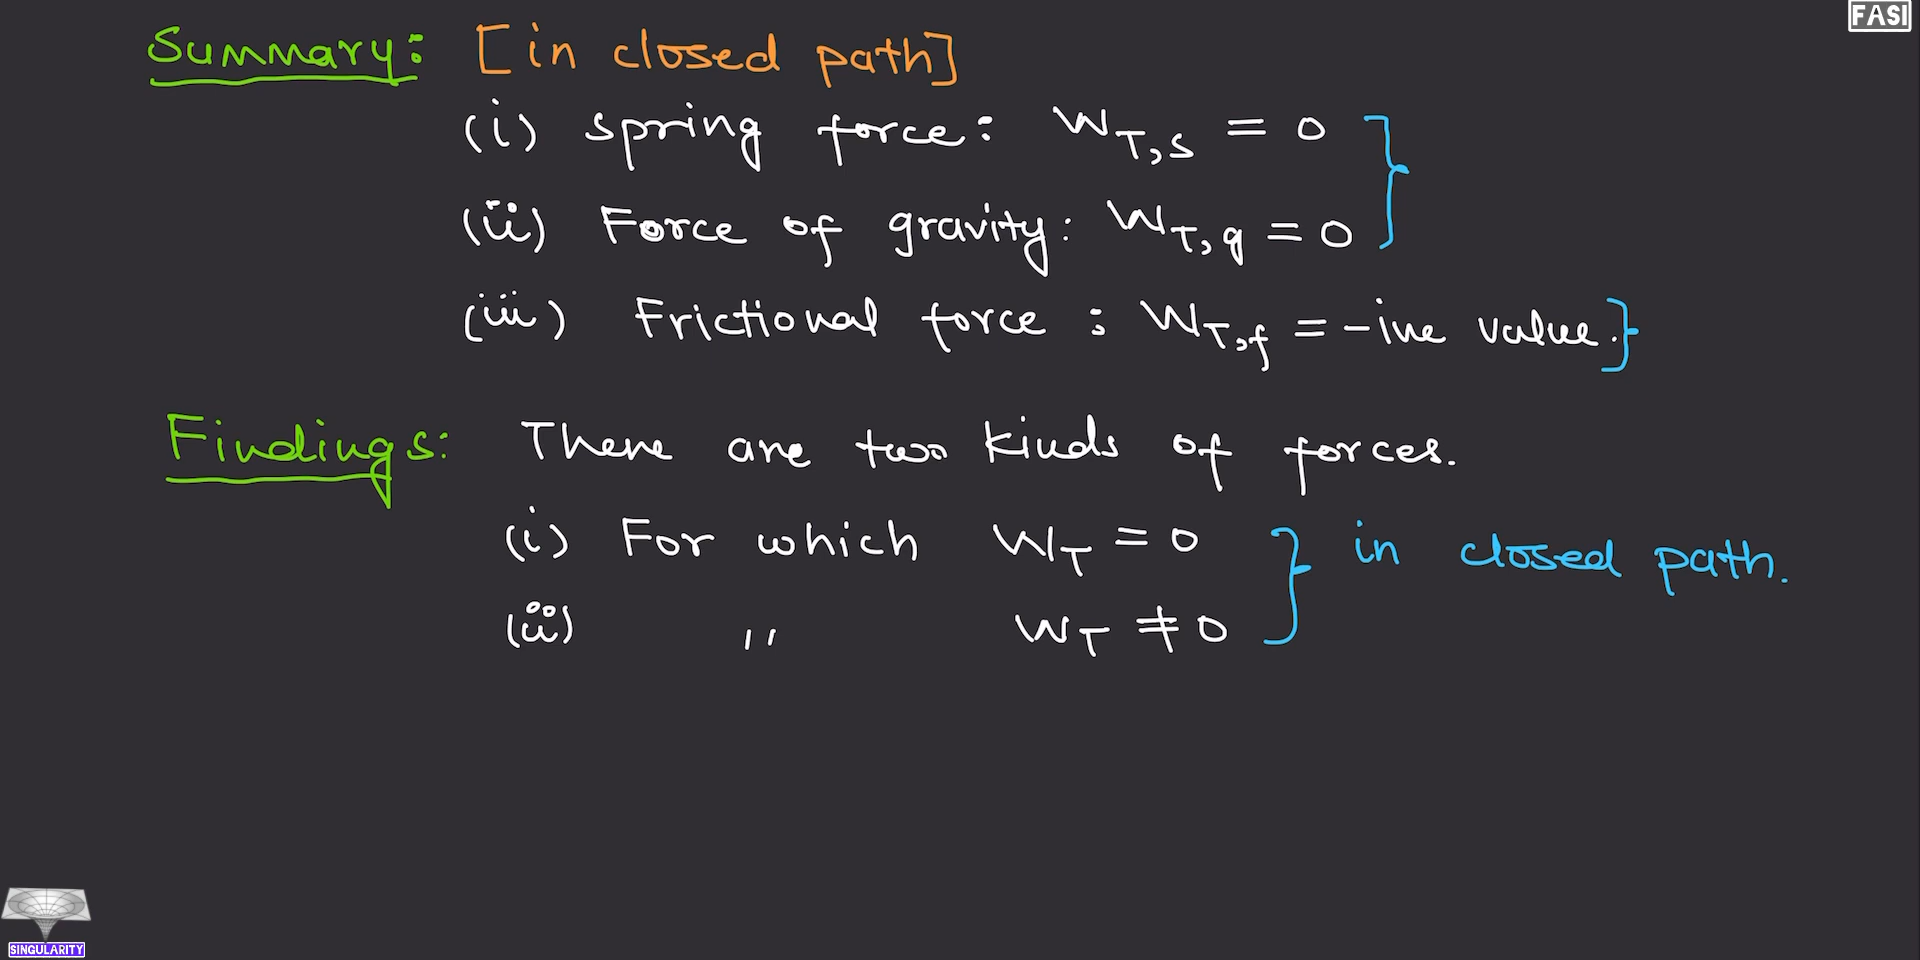 FASI
Summary: [in closed path]
(i) spring force: W_T,s = 0
(ii) Force of gravity: W_T,g = 0
(iii) Frictional force : W_T,f = -ive value.
Findings: There are two kinds of forces.
(i) For which W_T = 0
in closed path.
(ii) " W_T ≠ 0
SINGULARITY